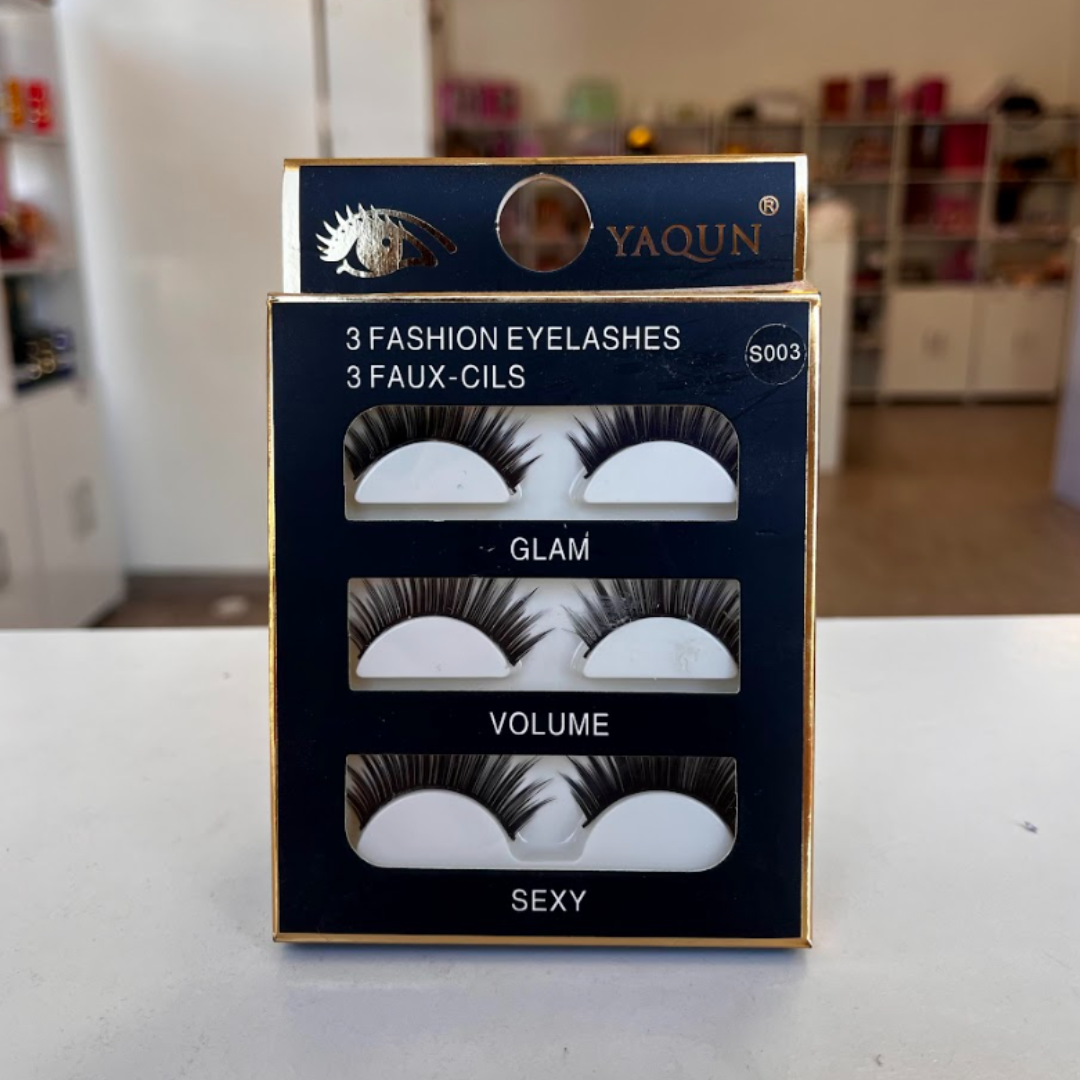 YAQUN®
3 FASHION EYELASHES
3 FAUX-CILS
S003
GLAM
VOLUME
SEXY